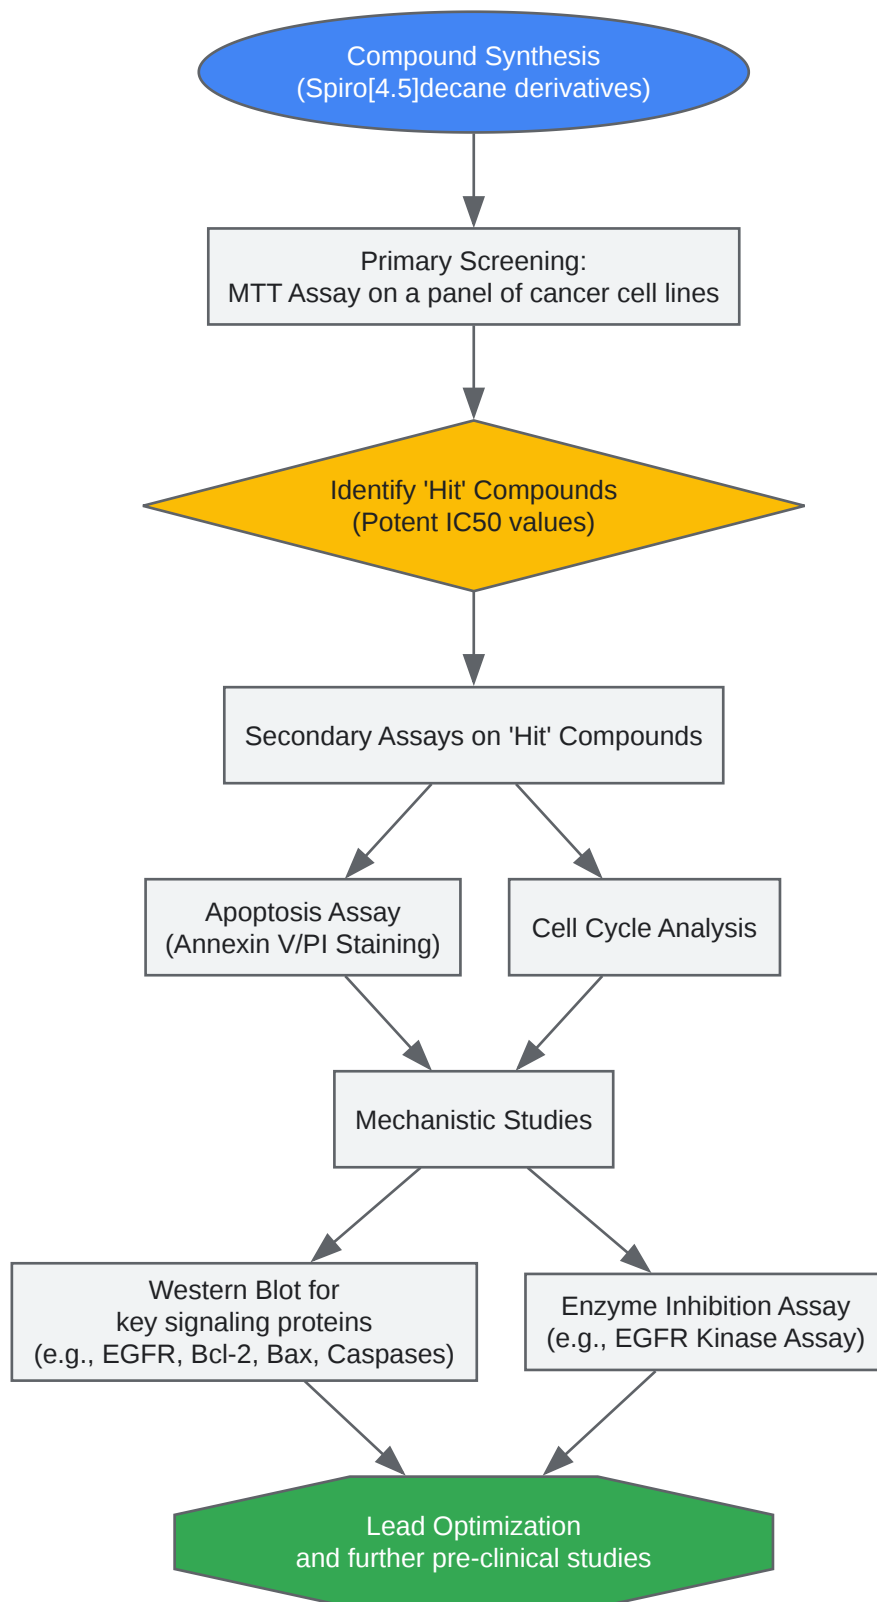 Compound Synthesis
(Spiro[4.5]decane derivatives)
Primary Screening:
MTT Assay on a panel of cancer cell lines
Identify 'Hit' Compounds
(Potent IC50 values)
Secondary Assays on 'Hit' Compounds
Apoptosis Assay
(Annexin V/PI Staining)
Cell Cycle Analysis
Mechanistic Studies
Western Blot for
key signaling proteins
(e.g., EGFR, Bcl-2, Bax, Caspases)
Enzyme Inhibition Assay
(e.g., EGFR Kinase Assay)
Lead Optimization
and further pre-clinical studies